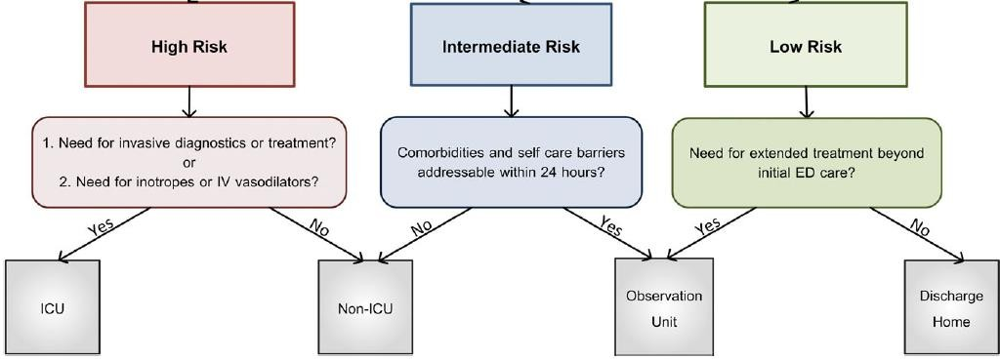 High Risk
Intermediate Risk
Low Risk
1. Need for invasive diagnostics or treatment?
or
2. Need for inotropes or IV vasodilators?
Comorbidities and self care barriers
addressable within 24 hours?
Need for extended treatment beyond
initial ED care?
Yes
No
No
Yes
Yes
No
ICU
Non-ICU
Observation
Unit
Discharge
Home